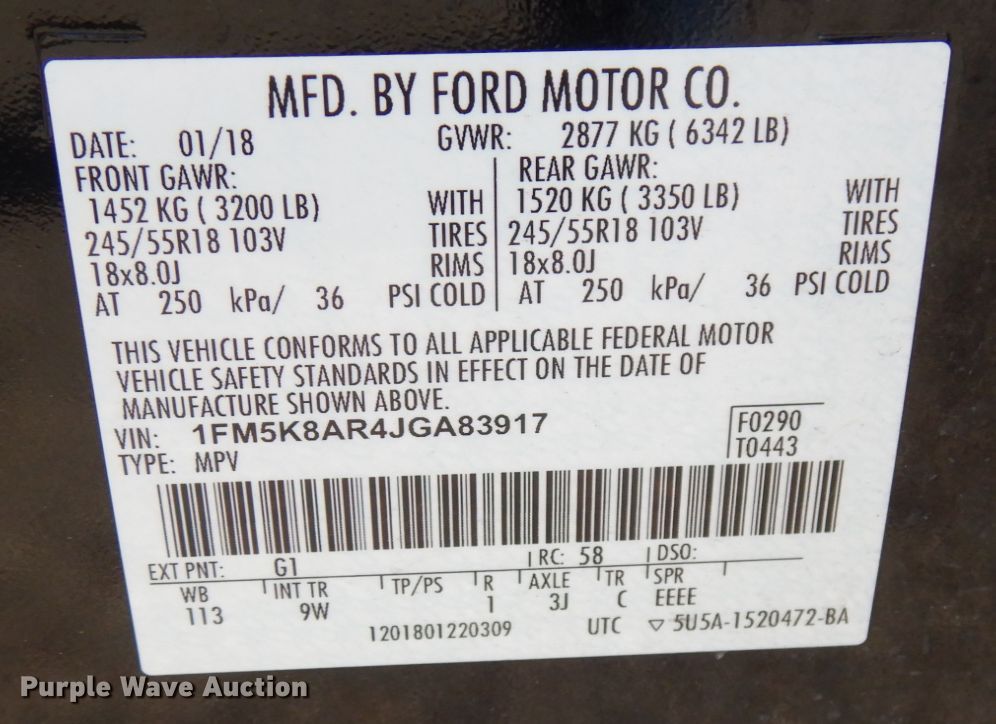 MFD. BY FORD MOTOR CO.
DATE: 01/18 GVWR: 2877 KG ( 6342 LB)
FRONT GAWR: REAR GAWR:
1452 KG ( 3200 LB) WITH 1520 KG ( 3350 LB) WITH
245/55R18 103V TIRES 245/55R18 103V TIRES
18x8.0J RIMS 18x8.0J RIMS
AT 250 kPa/ 36 PSI COLD AT 250 kPa/ 36 PSI COLD
THIS VEHICLE CONFORMS TO ALL APPLICABLE FEDERAL MOTOR
VEHICLE SAFETY STANDARDS IN EFFECT ON THE DATE OF
MANUFACTURE SHOWN ABOVE.
VIN: 1FM5K8AR4JGA83917 F0290
TYPE: MPV T0443
EXT PNT: G1 RC: 58 DSO:
WB INT TR TP/PS R AXLE TR SPR
113 9W 1 3J C EEEE
1201801220309 UTC ▽ 5U5A-1520472-BA
Purple Wave Auction